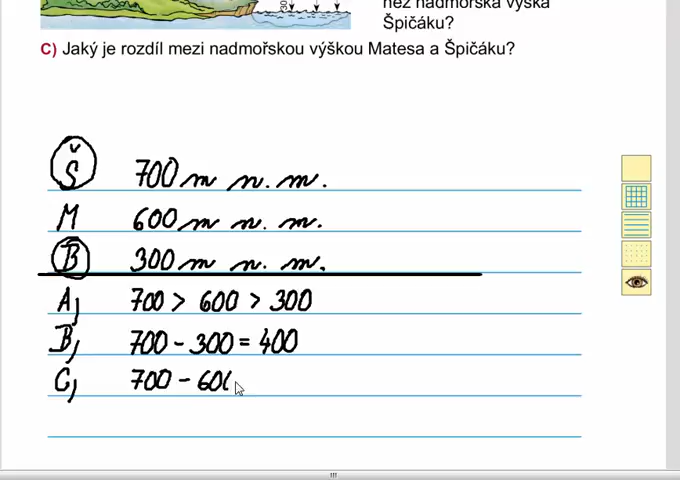 než nadmořská výška
Špičáku?
C) Jaký je rozdíl mezi nadmořskou výškou Matesa a Špičáku?
Š 700 m n. m.
M 600 m n. m.
B 300 m n. m.
A) 700 > 600 > 300
B) 700 - 300 = 400
C) 700 - 600